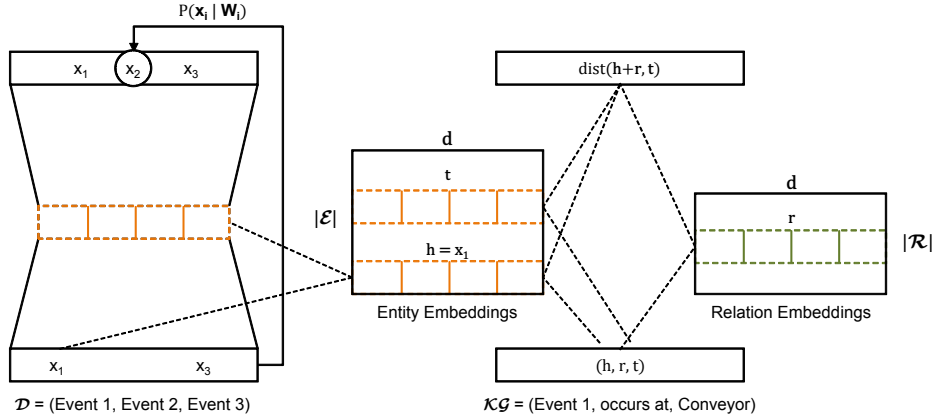 P(x_i | W_i)
x_1 x_2 x_3
dist(h+r, t)
d
t
|ℰ|
h = x_1
Entity Embeddings
d
r
|ℛ|
Relation Embeddings
x_1 x_3
(h, r, t)
𝒟 = (Event 1, Event 2, Event 3)
𝒦𝒢 = (Event 1, occurs at, Conveyor)